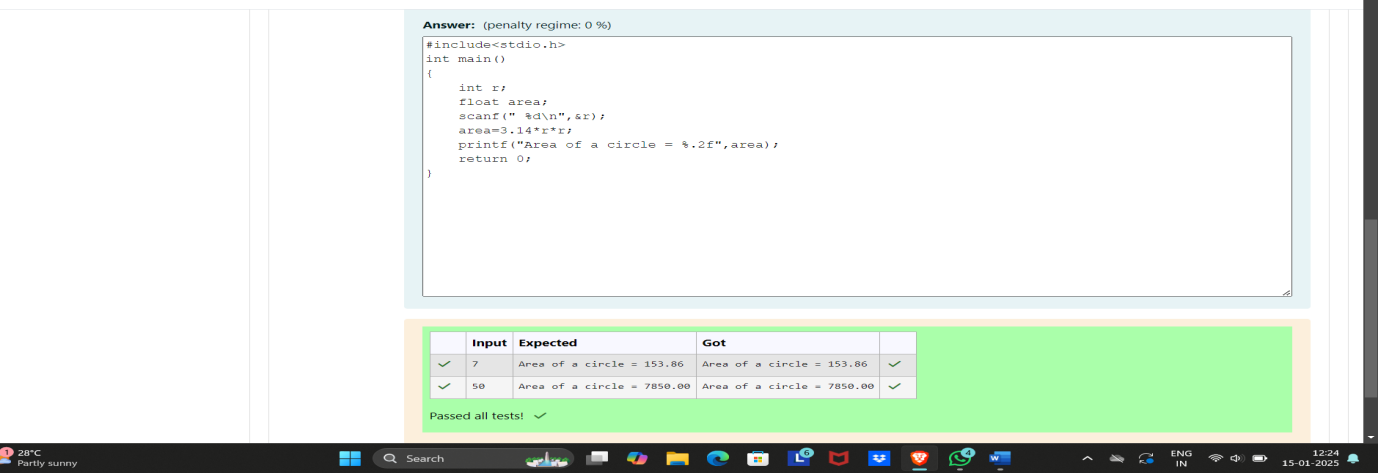 Answer: (penalty regime: 0 %)
#include<stdio.h>
int main()
{
    int r;
    float area;
    scanf(" %d\n",&r);
    area=3.14*r*r;
    printf("Area of a circle = %.2f",area);
    return 0;
}
Input Expected Got
7 Area of a circle = 153.86 Area of a circle = 153.86
50 Area of a circle = 7850.00 Area of a circle = 7850.00
Passed all tests!
1
28°C
Partly sunny
Search
L 6
4
W
ENG
IN
12:24
15-01-2025